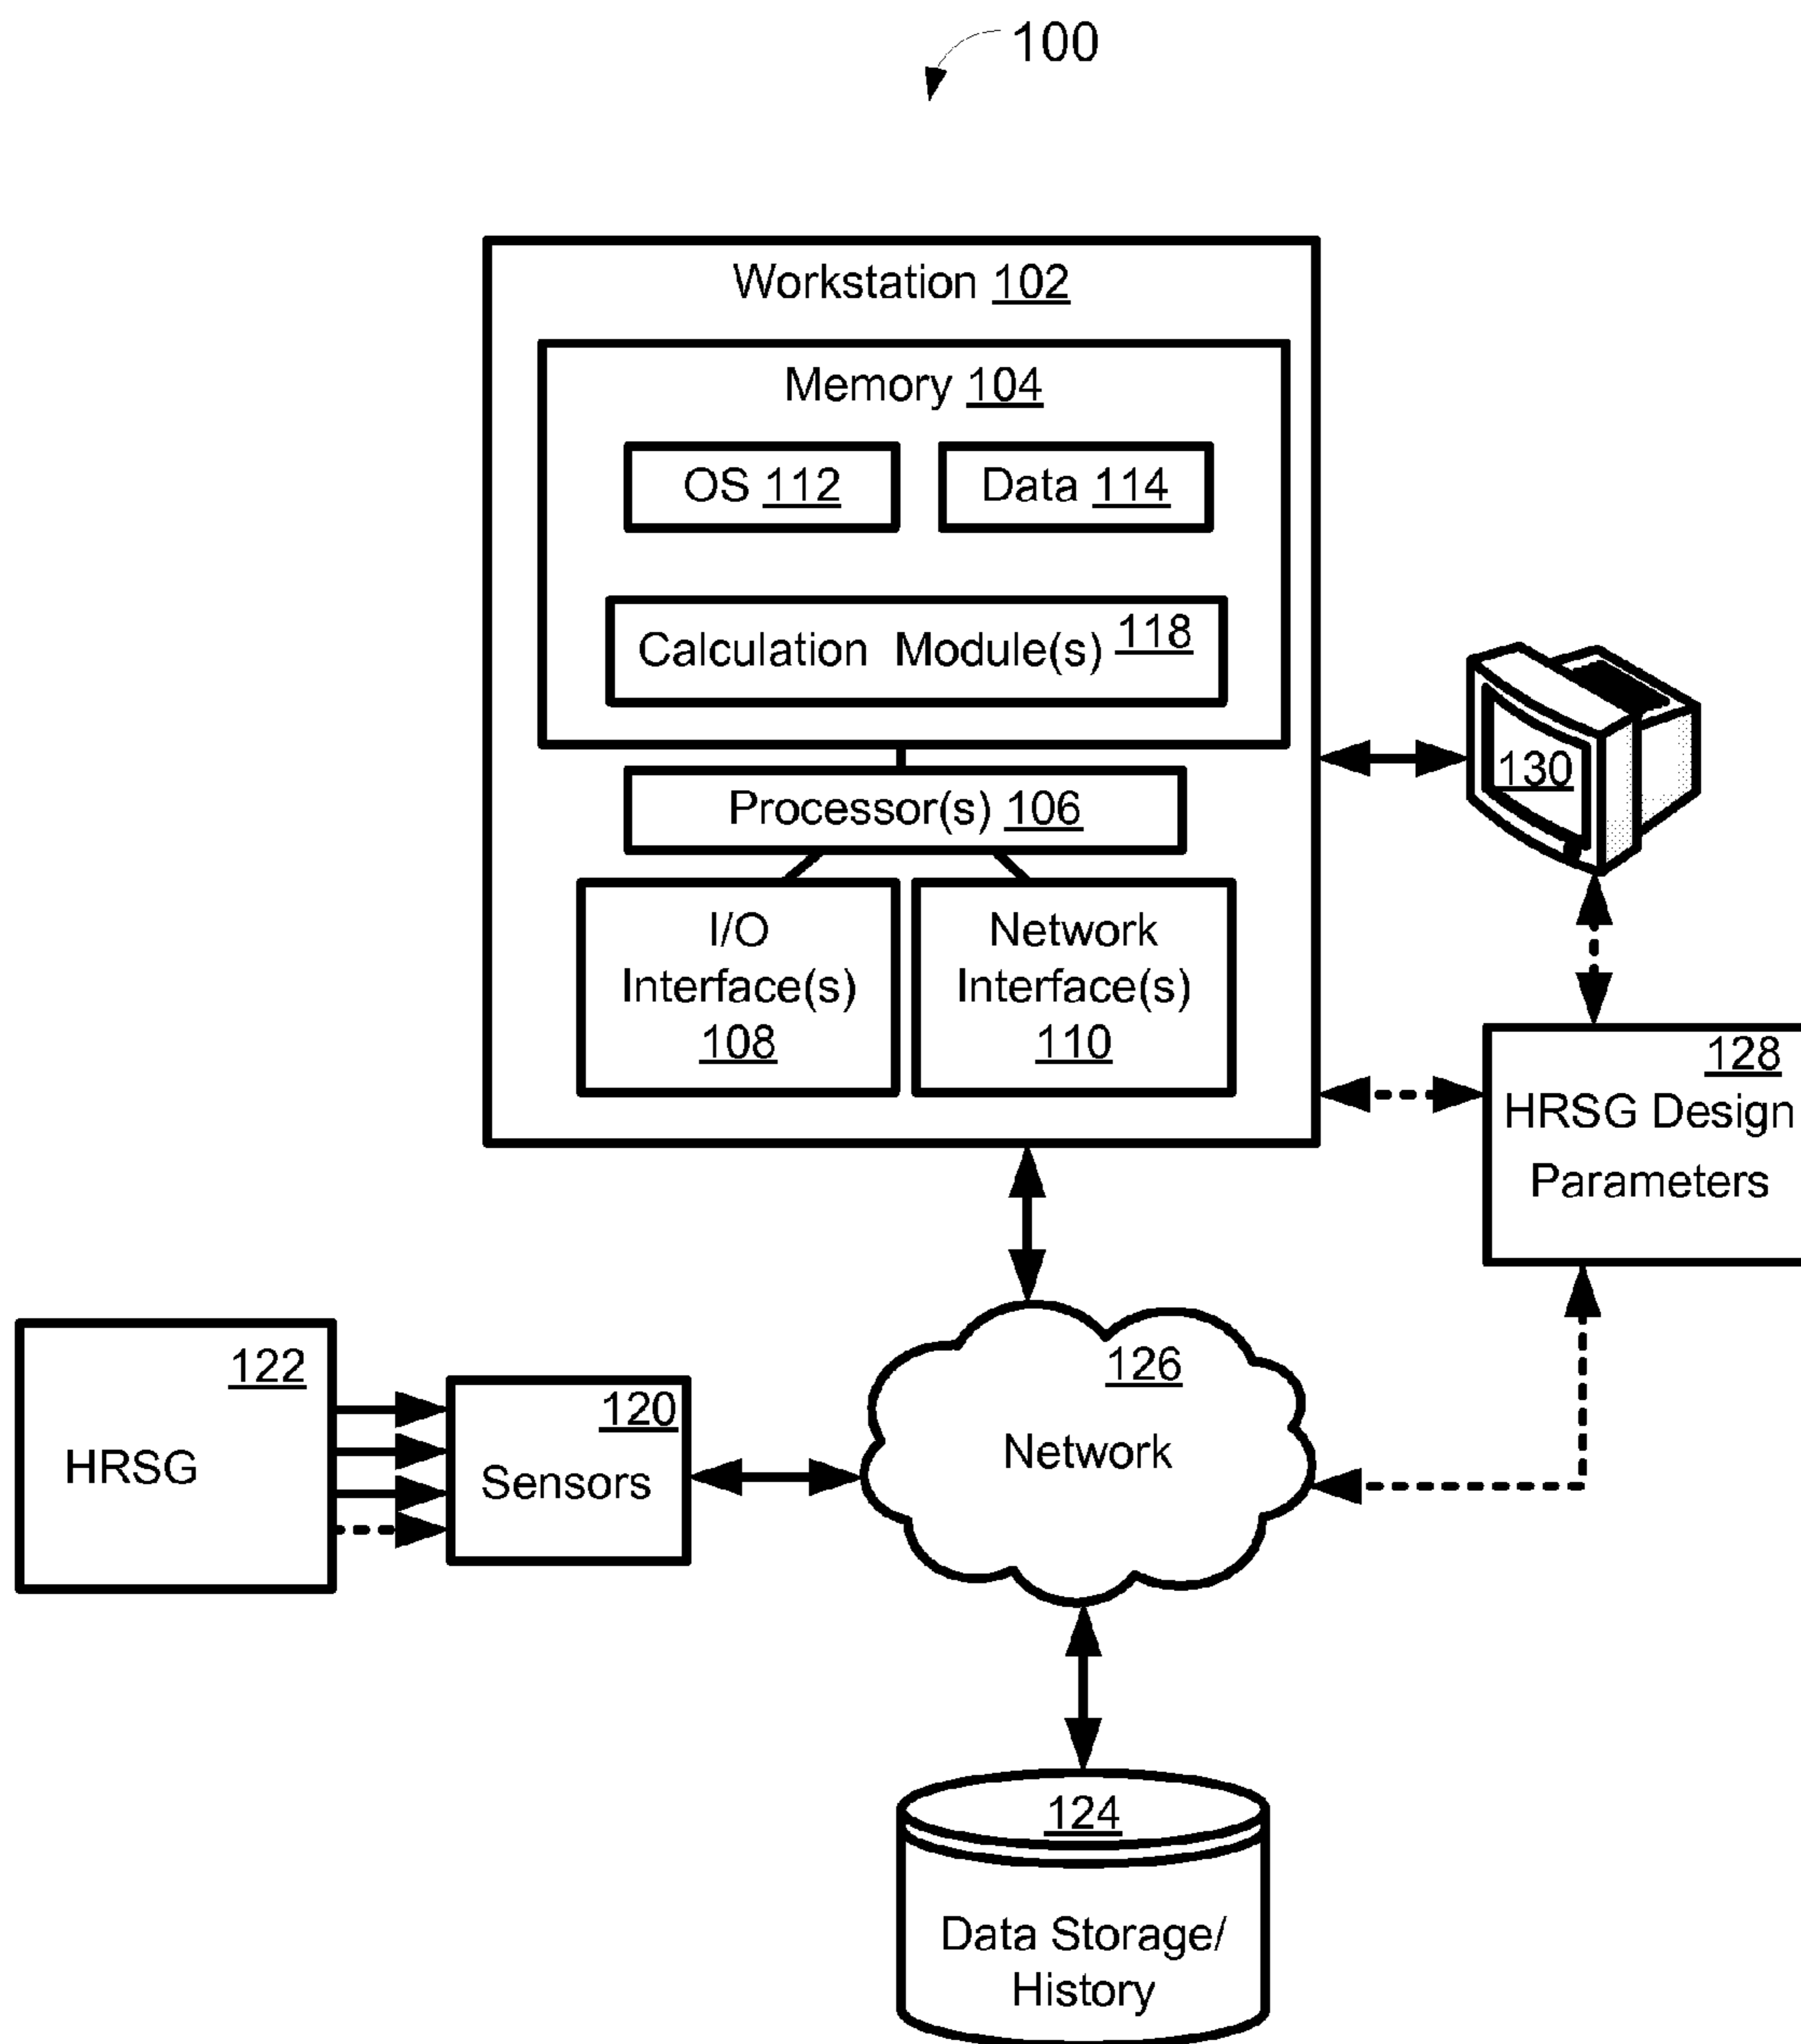 100
Workstation 102
Memory 104
OS 112
Data 114
Calculation Module(s) 118
130
Processor(s) 106
I/O
Interface(s)
108
Network
Interface(s)
110
128
HRSG Design
Parameters
122
HRSG
120
Sensors
126
Network
124
Data Storage/
History